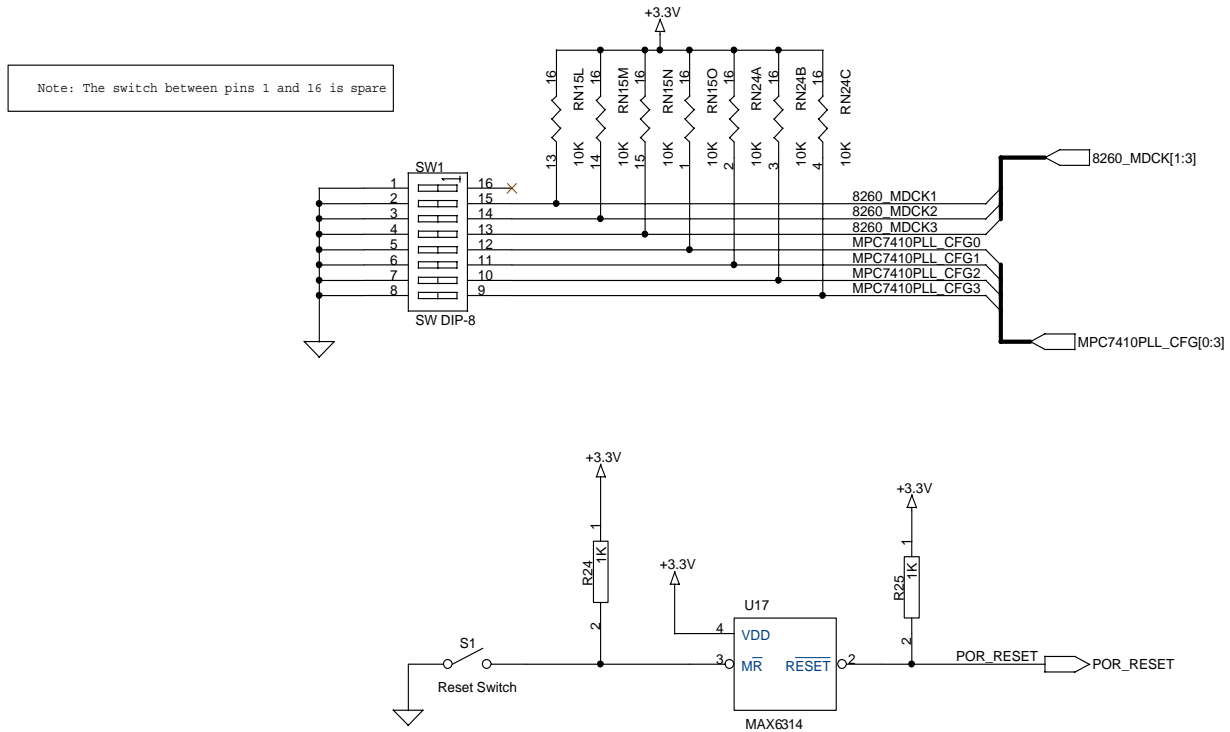 +3.3V
Note: The switch between pins 1 and 16 is spare
16 RN15L 10K 13
16 RN15M 10K 14
16 RN15N 10K 15
16 RN15O 10K 1
16 RN24A 10K 2
16 RN24B 10K 3
16 RN24C 10K 4
8260_MDCK[1:3]
SW1
1 16
2 15 8260_MDCK1
3 14 8260_MDCK2
4 13 8260_MDCK3
5 12 MPC7410PLL_CFG0
6 11 MPC7410PLL_CFG1
7 10 MPC7410PLL_CFG2
8 9 MPC7410PLL_CFG3
SW DIP-8
MPC7410PLL_CFG[0:3]
+3.3V
+3.3V
1
R24 1K
2
+3.3V
1
R25 1K
2
U17
4 VDD
S1
3 MR RESET 2
POR_RESET
POR_RESET
Reset Switch
MAX6314